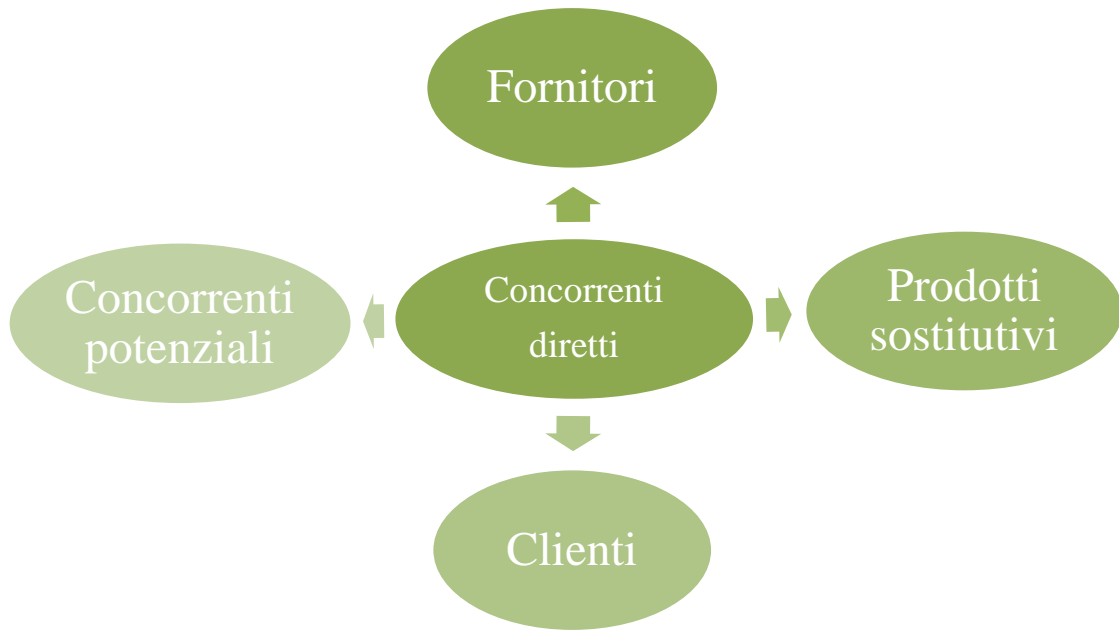 Fornitori
Concorrenti
potenziali
Concorrenti
diretti
Prodotti
sostitutivi
Clienti